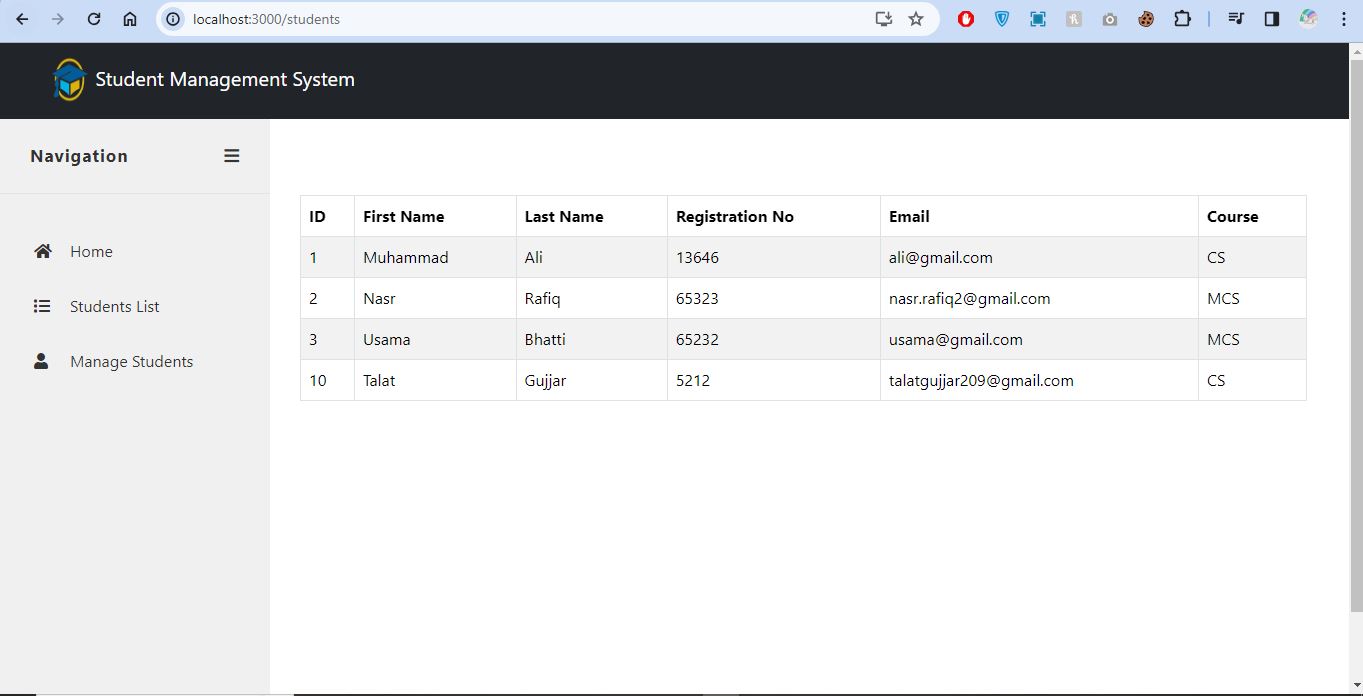 localhost:3000/students
Student Management System
Navigation
Home
Students List
Manage Students
ID First Name Last Name Registration No Email Course
1 Muhammad Ali 13646 ali@gmail.com CS
2 Nasr Rafiq 65323 nasr.rafiq2@gmail.com MCS
3 Usama Bhatti 65232 usama@gmail.com MCS
10 Talat Gujjar 5212 talatgujjar209@gmail.com CS